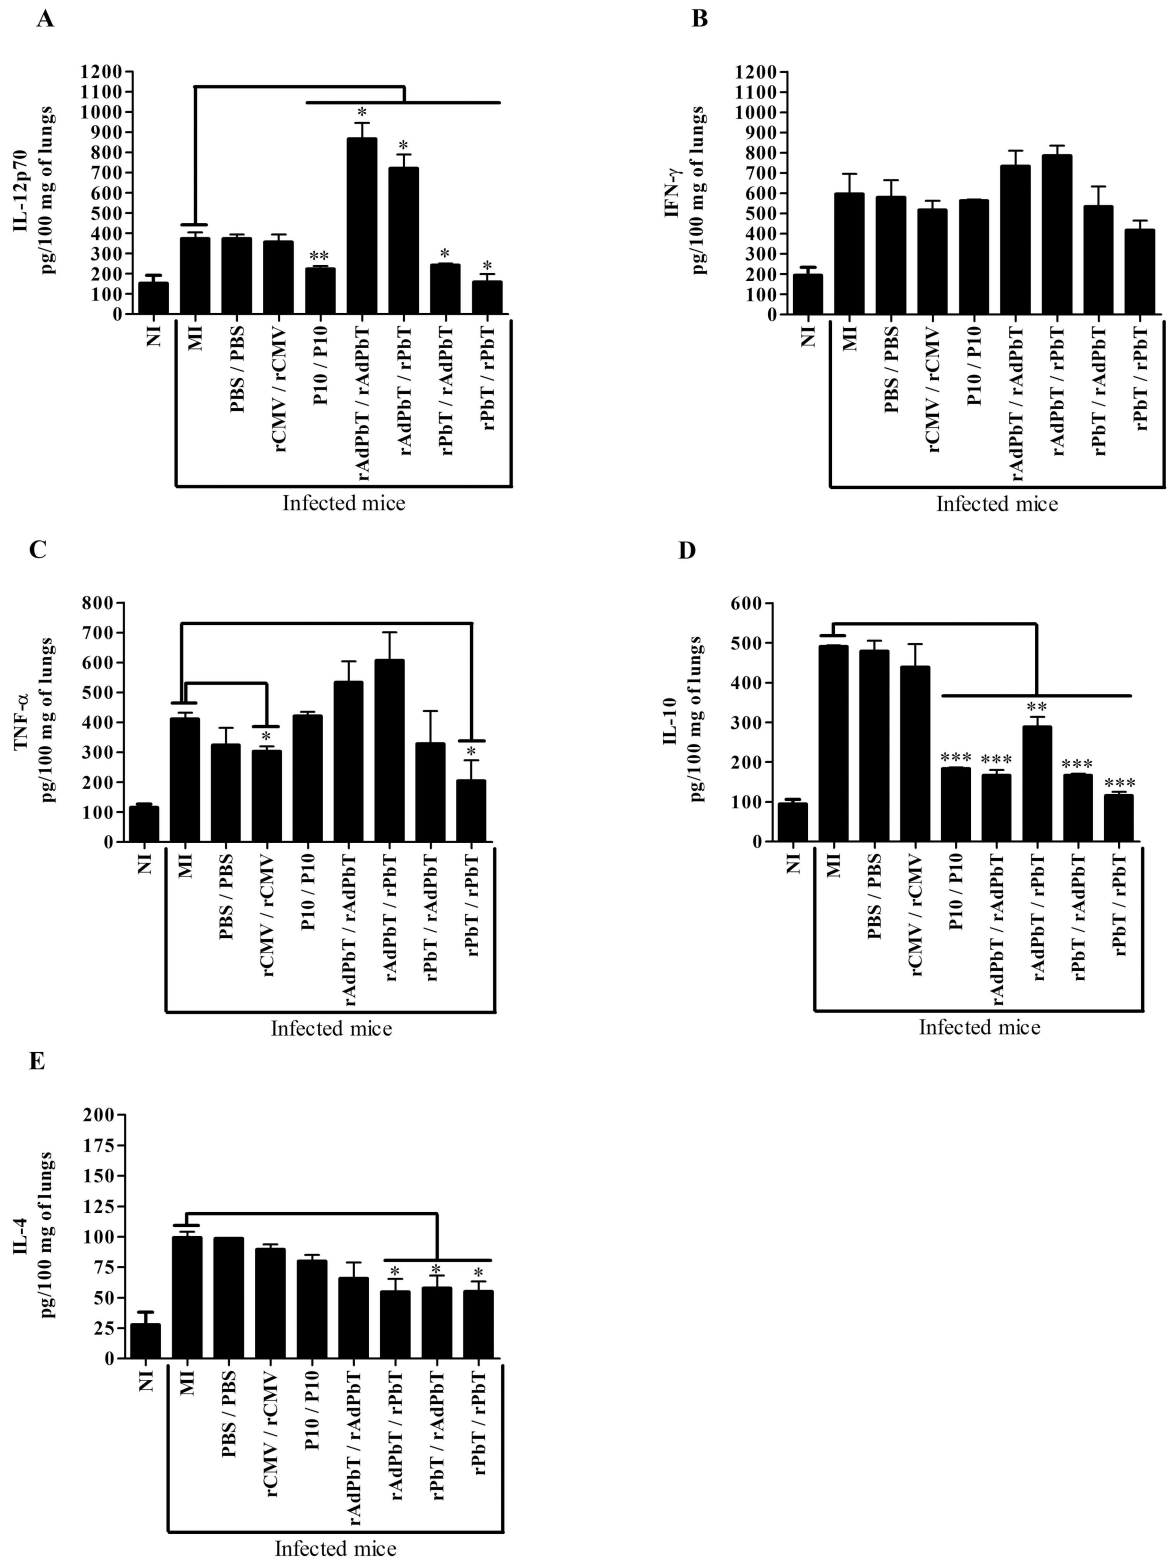 A
IL-12p70
pg/100 mg of lungs
1200
1100
1000
900
800
700
600
500
400
300
200
100
0
**
*
*
*
*
NI
MI
PBS / PBS
rCMV / rCMV
P10 / P10
rAdPbT / rAdPbT
rAdPbT / rPbT
rPbT / rAdPbT
rPbT / rPbT
Infected mice
B
IFN-γ
pg/100 mg of lungs
1200
1100
1000
900
800
700
600
500
400
300
200
100
0
NI
MI
PBS / PBS
rCMV / rCMV
P10 / P10
rAdPbT / rAdPbT
rAdPbT / rPbT
rPbT / rAdPbT
rPbT / rPbT
Infected mice
C
TNF-α
pg/100 mg of lungs
800
700
600
500
400
300
200
100
0
*
*
NI
MI
PBS / PBS
rCMV / rCMV
P10 / P10
rAdPbT / rAdPbT
rAdPbT / rPbT
rPbT / rAdPbT
rPbT / rPbT
Infected mice
D
IL-10
pg/100 mg of lungs
600
500
400
300
200
100
0
***
***
**
***
***
NI
MI
PBS / PBS
rCMV / rCMV
P10 / P10
rAdPbT / rAdPbT
rAdPbT / rPbT
rPbT / rAdPbT
rPbT / rPbT
Infected mice
E
IL-4
pg/100 mg of lungs
200
175
150
125
100
75
50
25
0
*
*
*
NI
MI
PBS / PBS
rCMV / rCMV
P10 / P10
rAdPbT / rAdPbT
rAdPbT / rPbT
rPbT / rAdPbT
rPbT / rPbT
Infected mice